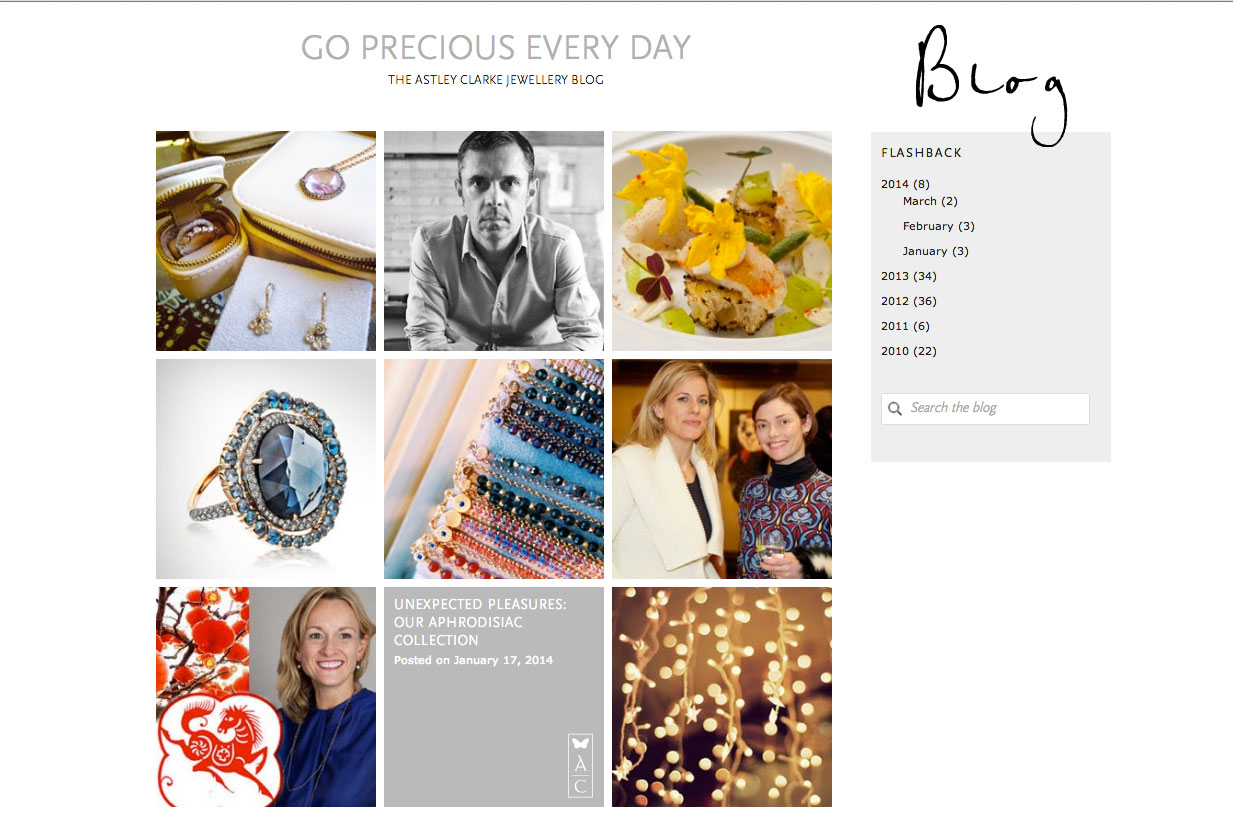 GO PRECIOUS EVERY DAY
THE ASTLEY CLARKE JEWELLERY BLOG
Blog
FLASHBACK
2014 (8)
March (2)
February (3)
January (3)
2013 (34)
2012 (36)
2011 (6)
2010 (22)
Search the blog
UNEXPECTED PLEASURES:
OUR APHRODISIAC
COLLECTION
Posted on January 17, 2014
À
C